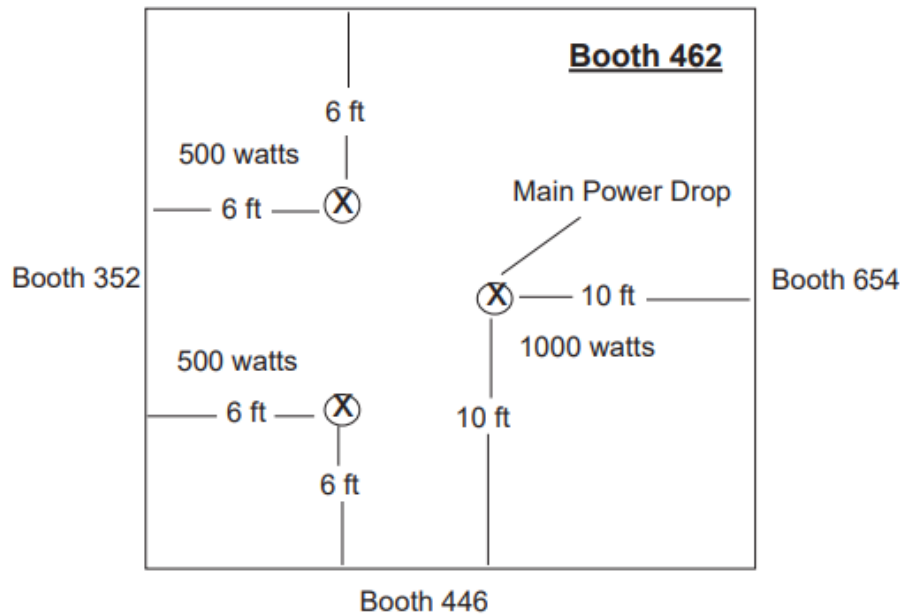 Booth 462
6 ft
500 watts
X
6 ft
Main Power Drop
Booth 352
X
10 ft
Booth 654
1000 watts
500 watts
6 ft
X
10 ft
6 ft
Booth 446